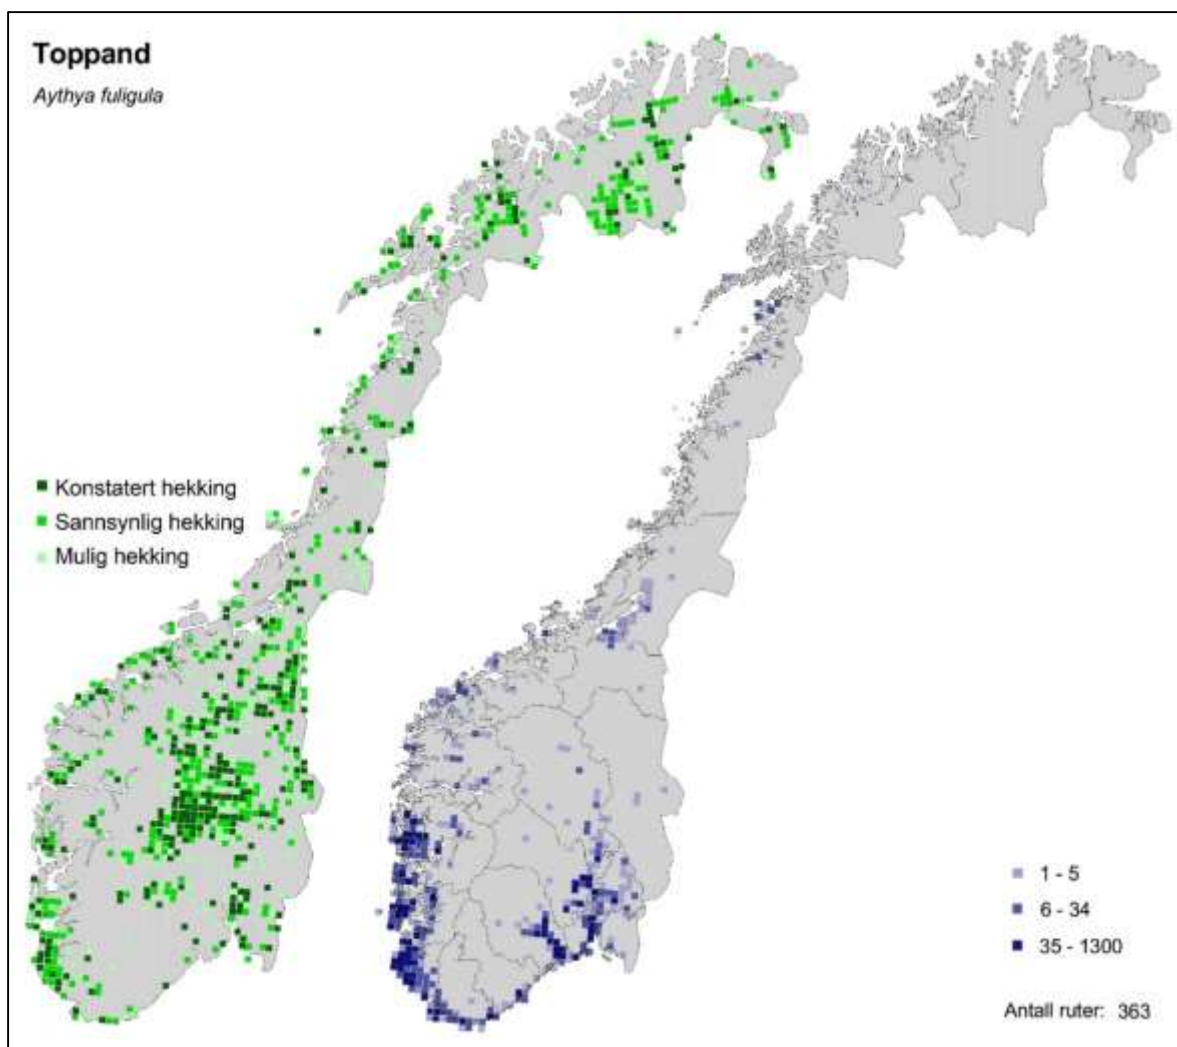 Toppand
Aythya fuligula
Konstatert hekking
Sannsynlig hekking
Mulig hekking
1 - 5
6 - 34
35 - 1300
Antall ruter: 363